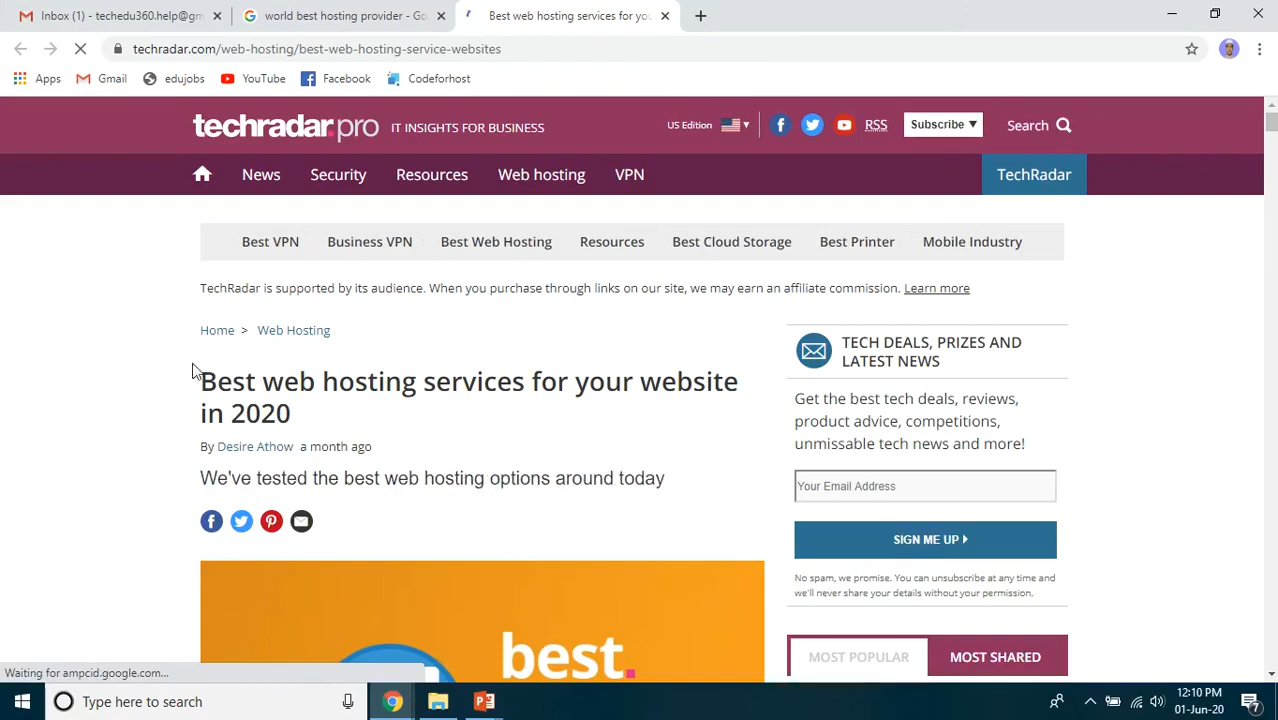 Inbox (1) - techedu360.help@gm
world best hosting provider - Go
Best web hosting services for yo
techradar.com/web-hosting/best-web-hosting-service-websites
Apps
Gmail
edujobs
YouTube
Facebook
Codeforhost
techradar.pro IT INSIGHTS FOR BUSINESS
US Edition
RSS
Subscribe
Search
News
Security
Resources
Web hosting
VPN
TechRadar
Best VPN
Business VPN
Best Web Hosting
Resources
Best Cloud Storage
Best Printer
Mobile Industry
TechRadar is supported by its audience. When you purchase through links on our site, we may earn an affiliate commission. Learn more
Home > Web Hosting
Best web hosting services for your website
in 2020
By Desire Athow a month ago
We've tested the best web hosting options around today
best.
TECH DEALS, PRIZES AND
LATEST NEWS
Get the best tech deals, reviews,
product advice, competitions,
unmissable tech news and more!
Your Email Address
SIGN ME UP
No spam, we promise. You can unsubscribe at any time and
we'll never share your details without your permission.
MOST POPULAR
MOST SHARED
Waiting for ampcid.google.com...
Type here to search
12:10 PM
01-Jun-20
7